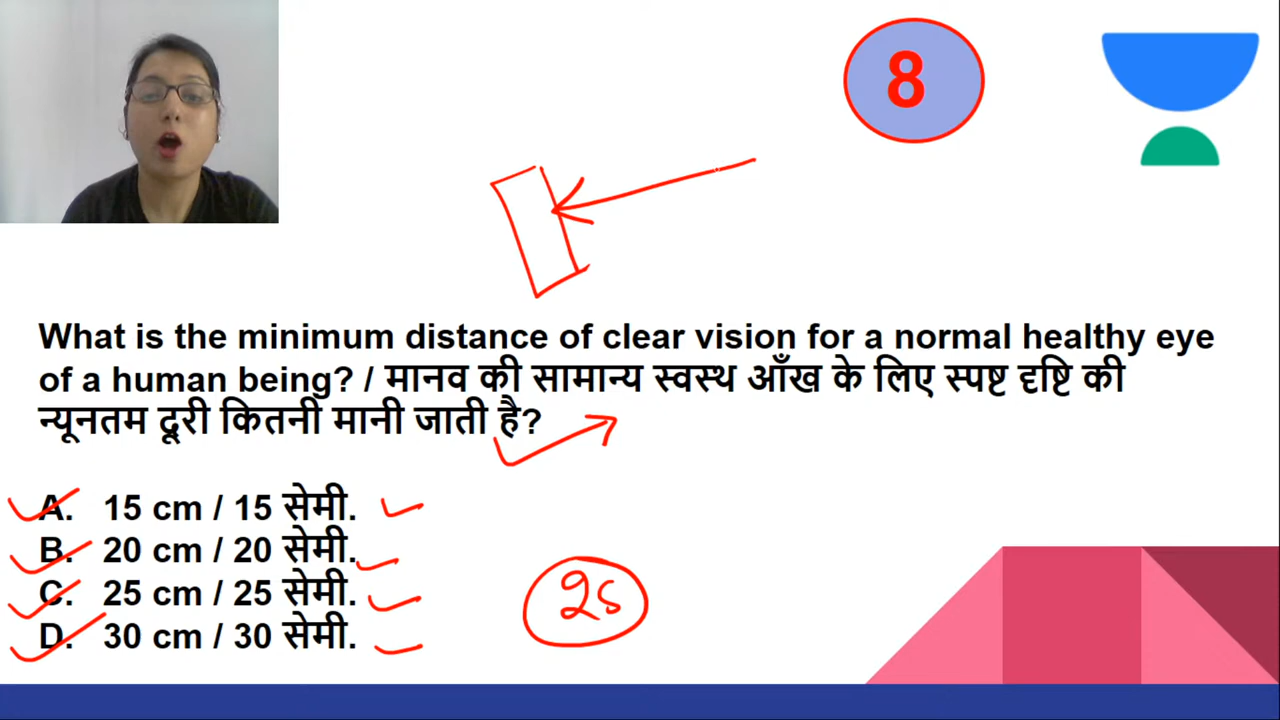 8
What is the minimum distance of clear vision for a normal healthy eye
of a human being? / मानव की सामान्य स्वस्थ आँख के लिए स्पष्ट दृष्टि की
न्यूनतम दूरी कितनी मानी जाती है?
A. 15 cm / 15 सेमी.
B. 20 cm / 20 सेमी.
C. 25 cm / 25 सेमी.
D. 30 cm / 30 सेमी.
25